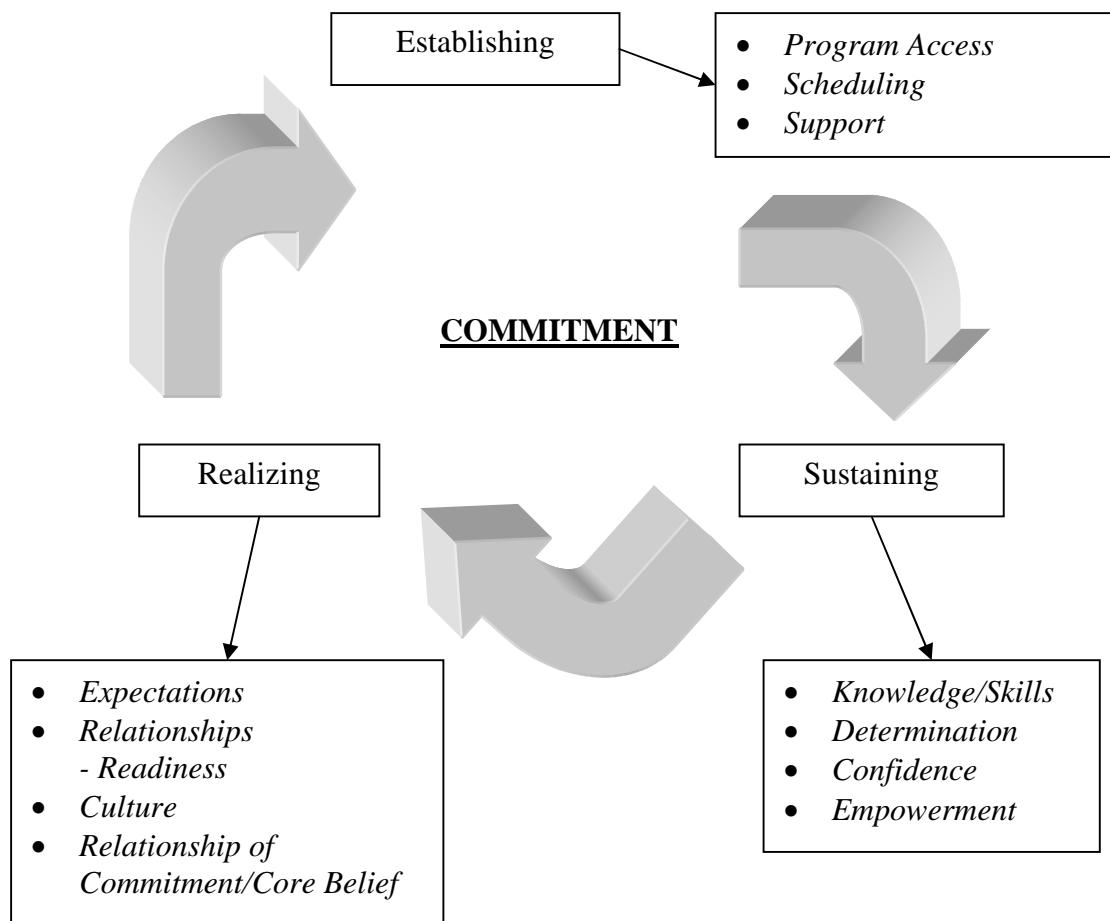 Establishing
• Program Access
• Scheduling
• Support
COMMITMENT
Realizing
Sustaining
• Expectations
• Relationships
- Readiness
• Culture
• Relationship of
Commitment/Core Belief
• Knowledge/Skills
• Determination
• Confidence
• Empowerment